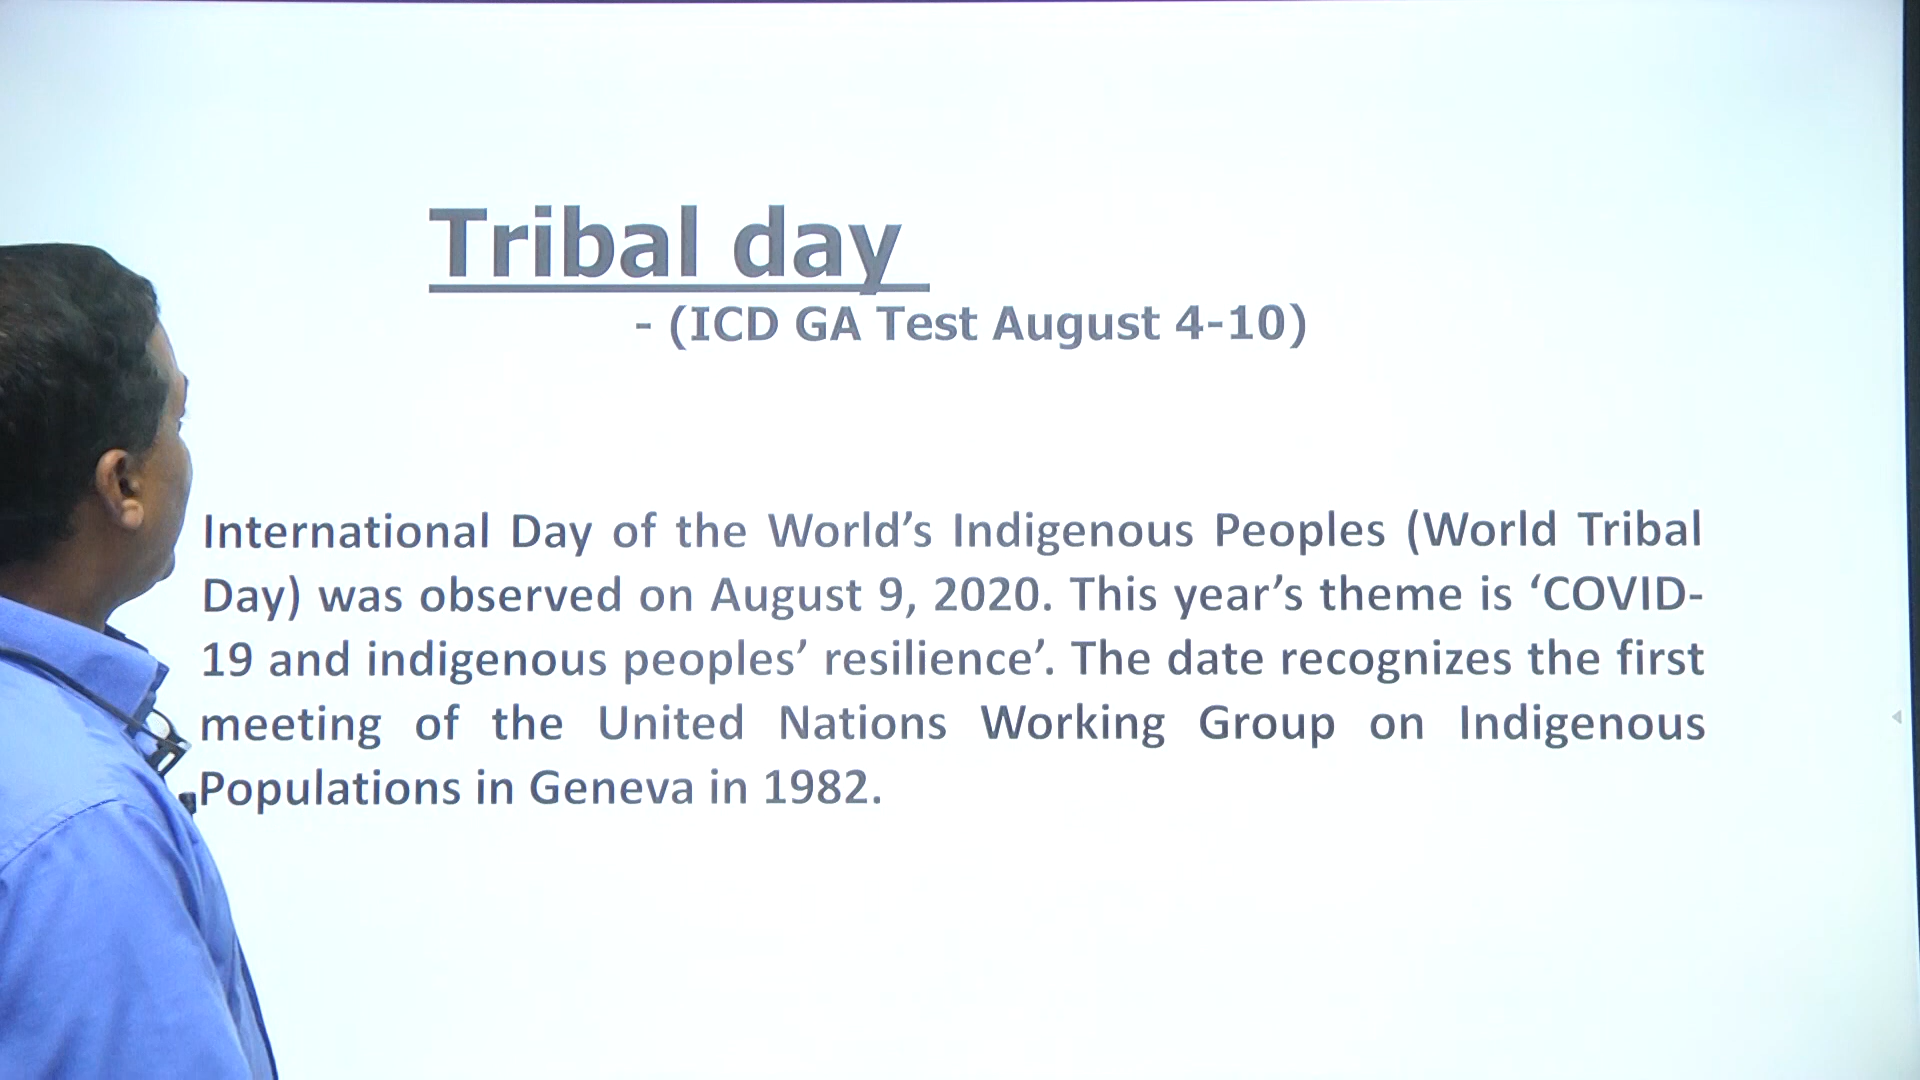 Tribal day
- (ICD GA Test August 4-10)
International Day of the World’s Indigenous Peoples (World Tribal
Day) was observed on August 9, 2020. This year’s theme is ‘COVID-
19 and indigenous peoples’ resilience’. The date recognizes the first
meeting of the United Nations Working Group on Indigenous
Populations in Geneva in 1982.